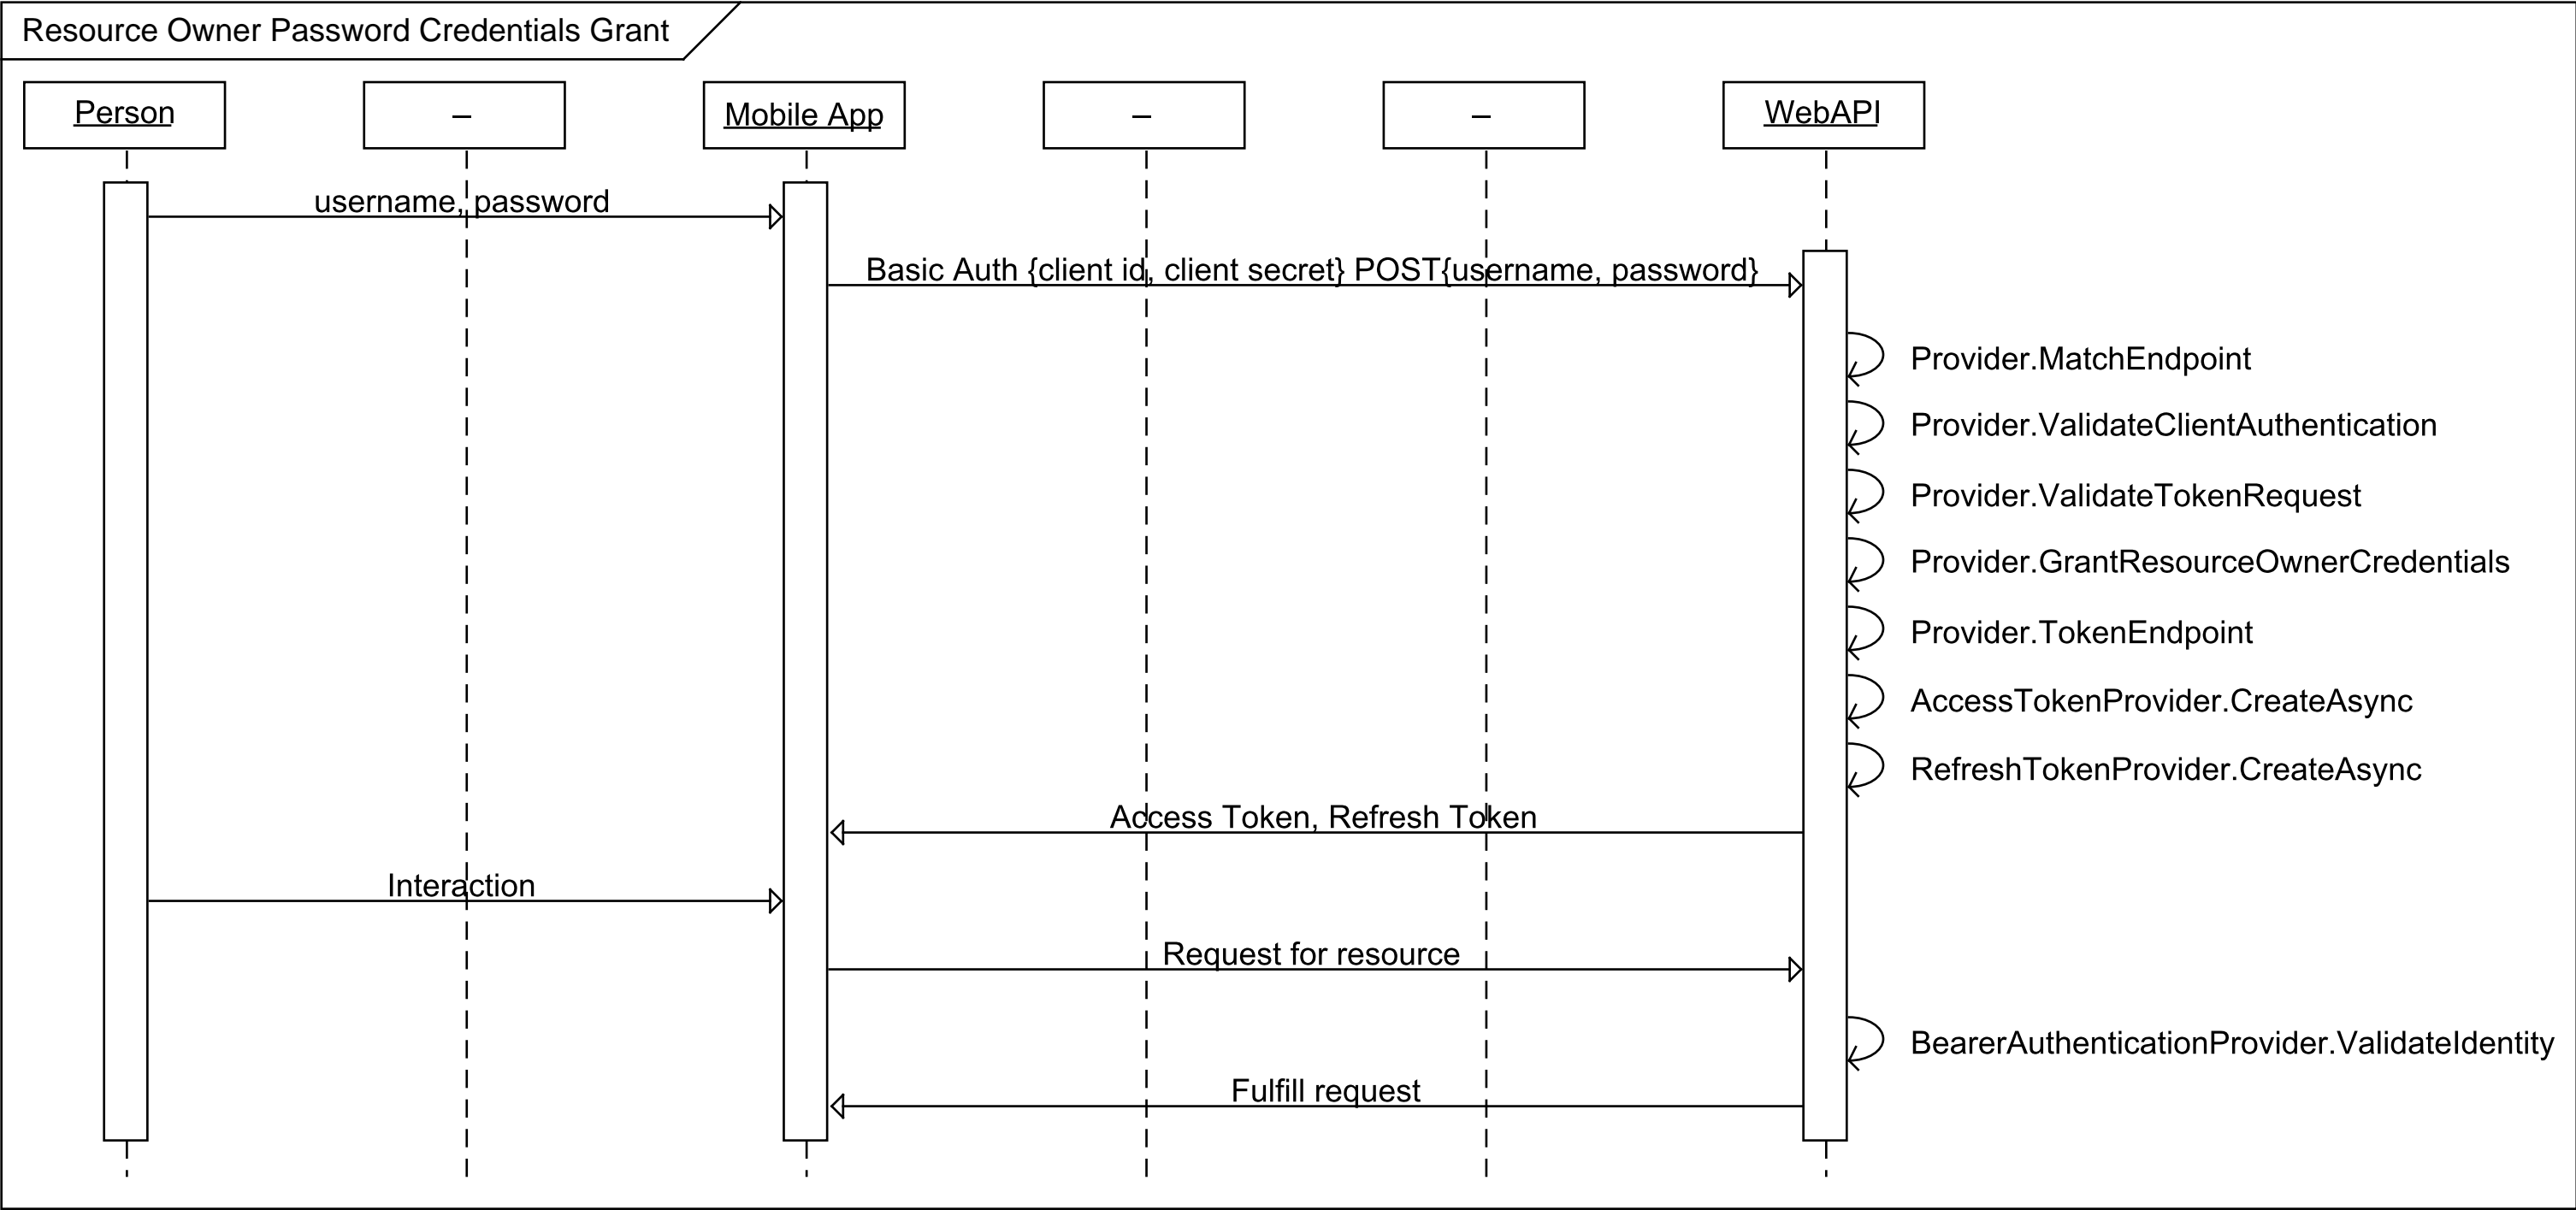 Resource Owner Password Credentials Grant
Person
Mobile App
WebAPI
username, password
Basic Auth {client id, client secret} POST{username, password}
Provider.MatchEndpoint
Provider.ValidateClientAuthentication
Provider.ValidateTokenRequest
Provider.GrantResourceOwnerCredentials
Provider.TokenEndpoint
AccessTokenProvider.CreateAsync
RefreshTokenProvider.CreateAsync
Access Token, Refresh Token
Interaction
Request for resource
BearerAuthenticationProvider.ValidateIdentity
Fulfill request